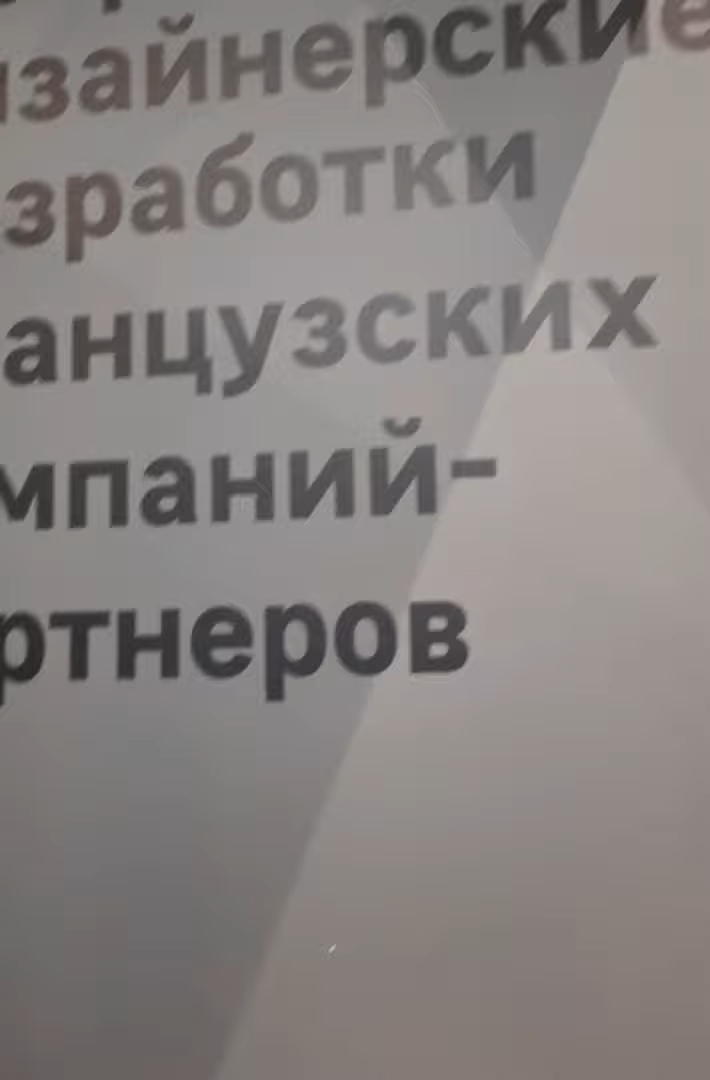 изайнерские
зработки
анцузских
мпаний-
ртнеров